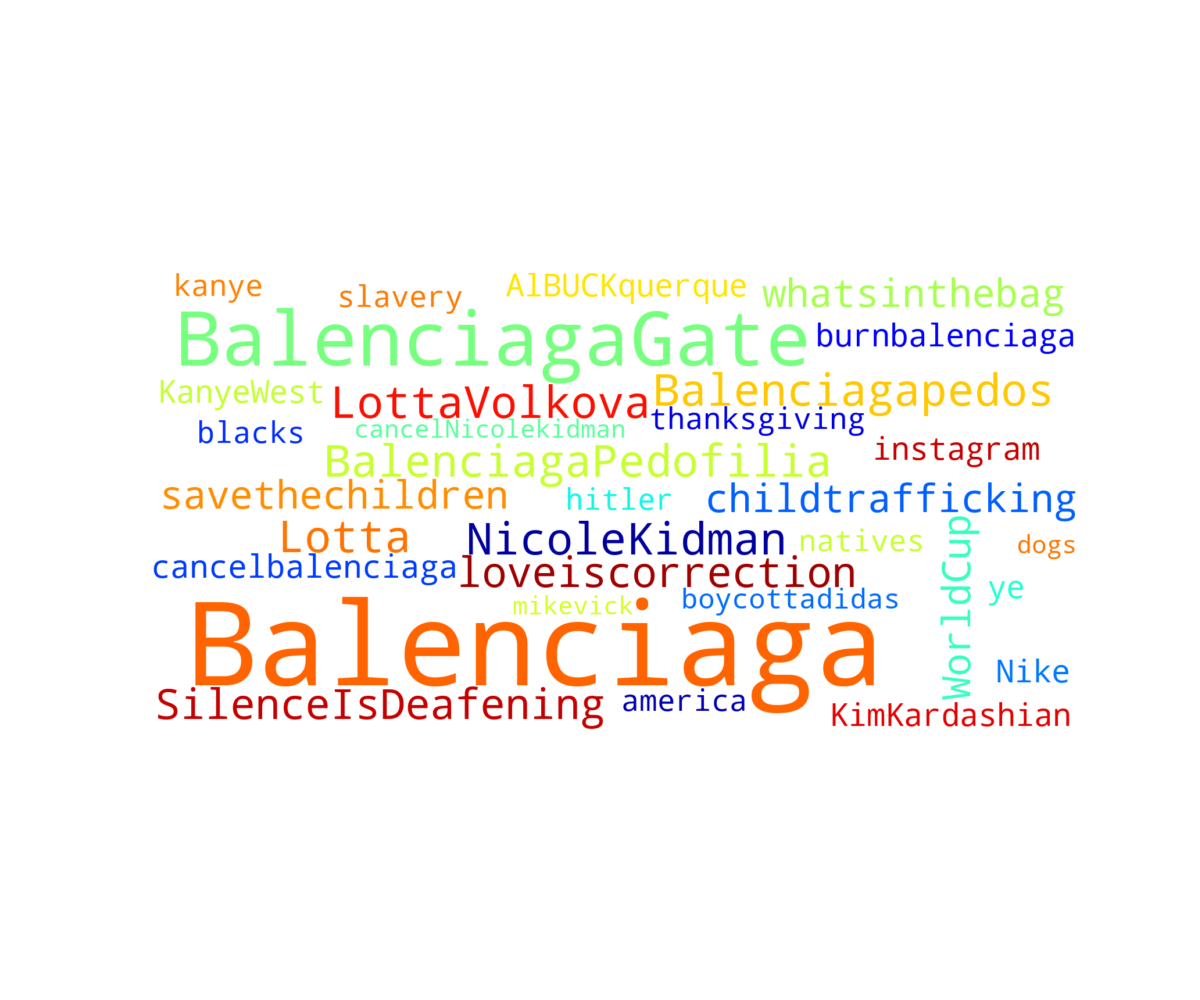 kanye
slavery
AlBUCKquerque
whatsinthebag
BalenciagaGate
burnbalenciaga
KanyeWest
LottaVolkova
Balenciagapedos
blacks
cancelNicolekidman
thanksgiving
BalenciagaPedofilia
instagram
savethechildren
hitler
childtrafficking
Lotta
NicoleKidman
natives
dogs
cancelbalenciaga
loveiscorrection
WorldCup
ye
mikevick
boycottadidas
Balenciaga
Nike
SilenceIsDeafening
america
KimKardashian